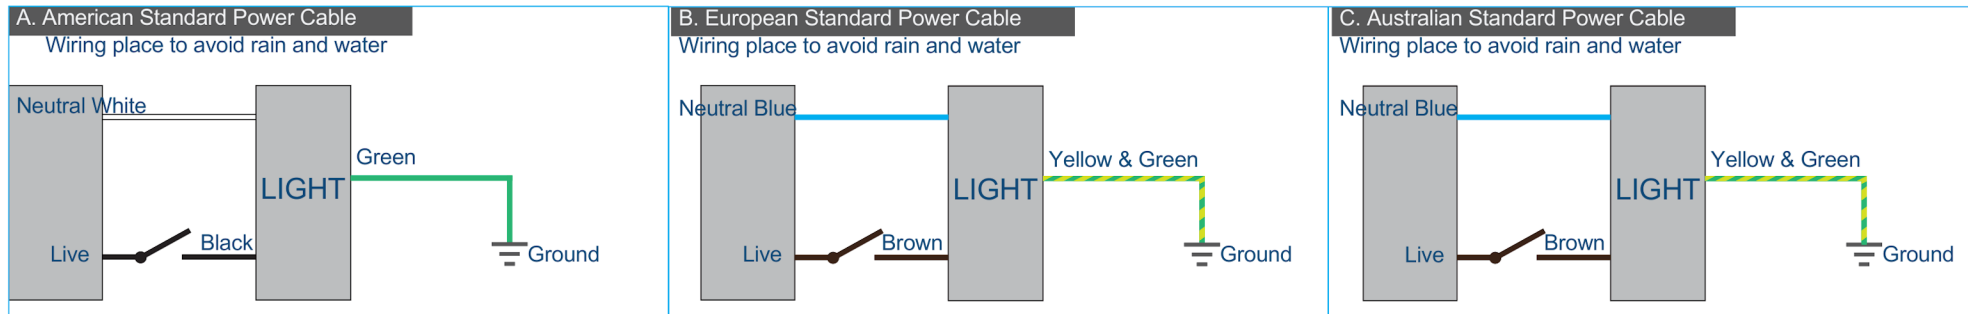 A. American Standard Power Cable
Wiring place to avoid rain and water
Neutral White
Green
LIGHT
Live
Black
Ground
B. European Standard Power Cable
Wiring place to avoid rain and water
Neutral Blue
Yellow & Green
LIGHT
Live
Brown
Ground
C. Australian Standard Power Cable
Wiring place to avoid rain and water
Neutral Blue
Yellow & Green
LIGHT
Live
Brown
Ground